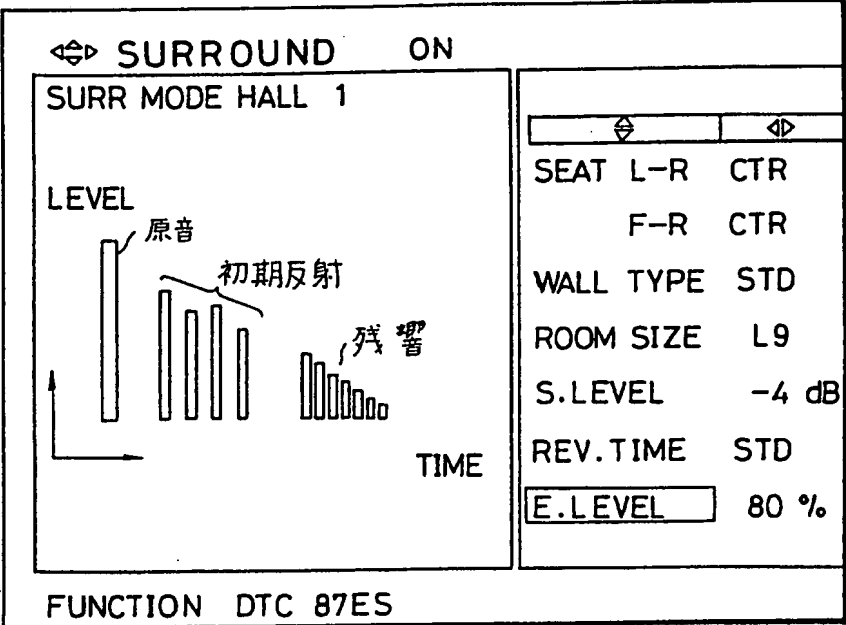 SURROUND ON
SURR MODE HALL 1
LEVEL
原音
初期反射
残響
TIME
SEAT L-R CTR
F-R CTR
WALL TYPE STD
ROOM SIZE L9
S.LEVEL -4 dB
REV.TIME STD
E.LEVEL 80 %
FUNCTION DTC 87ES